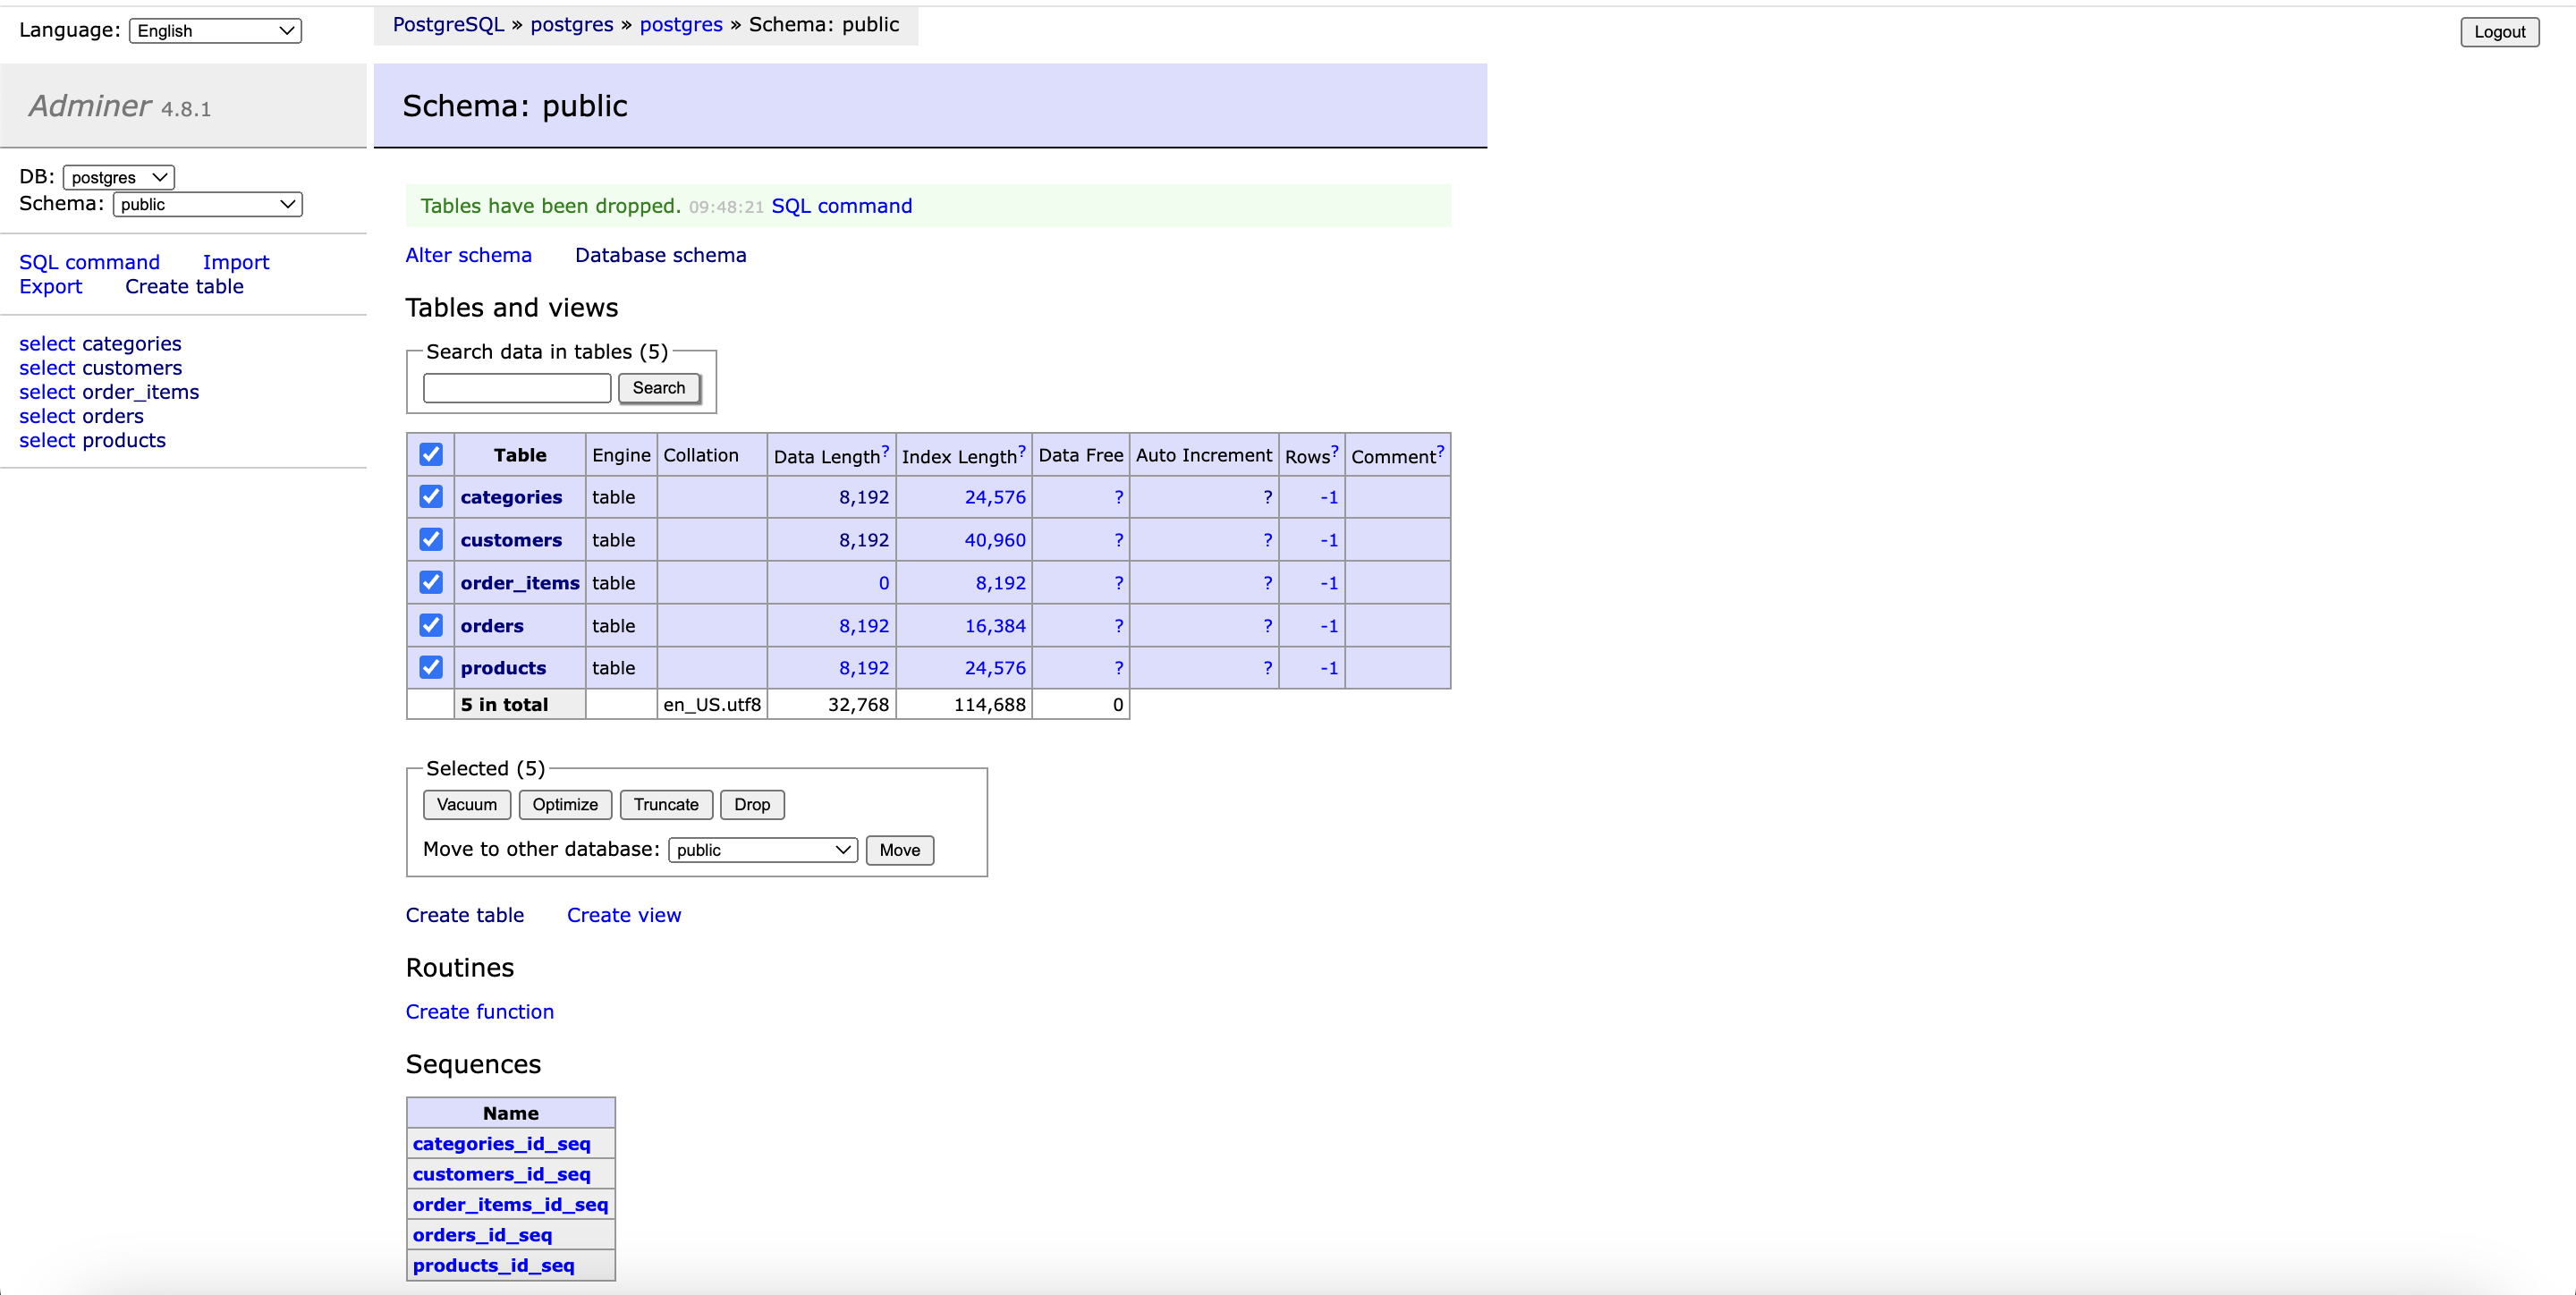 Language: English
PostgreSQL » postgres » postgres » Schema: public
Logout
Adminer 4.8.1
Schema: public
DB: postgres
Schema: public
SQL command Import
Export Create table
select categories
select customers
select order_items
select orders
select products
Tables have been dropped. 09:48:21 SQL command
Alter schema Database schema
Tables and views
Search data in tables (5)
Search
Table Engine Collation Data Length? Index Length? Data Free Auto Increment Rows? Comment?
categories table 8,192 24,576 ? ? -1
customers table 8,192 40,960 ? ? -1
order_items table 0 8,192 ? ? -1
orders table 8,192 16,384 ? ? -1
products table 8,192 24,576 ? ? -1
5 in total en_US.utf8 32,768 114,688 0
Selected (5)
Vacuum Optimize Truncate Drop
Move to other database: public Move
Create table Create view
Routines
Create function
Sequences
Name
categories_id_seq
customers_id_seq
order_items_id_seq
orders_id_seq
products_id_seq